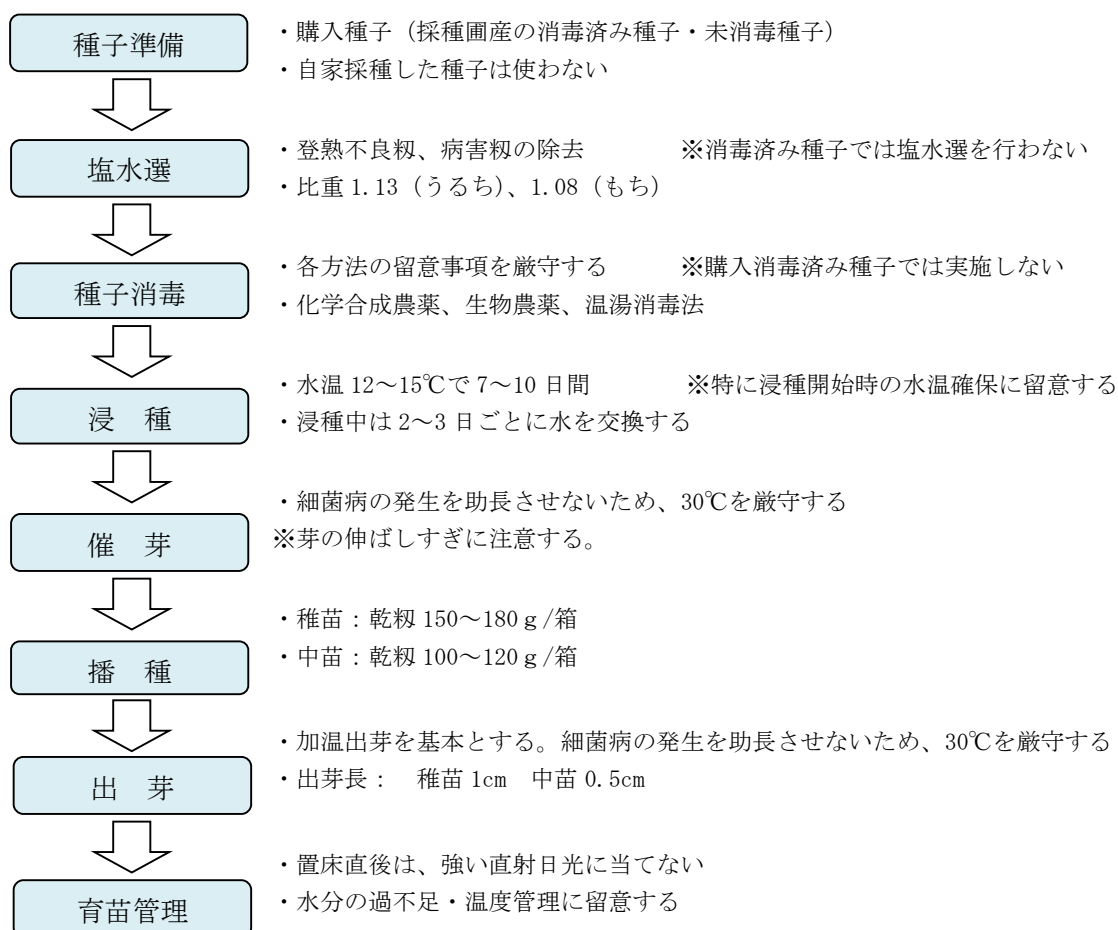 種子準備
・購入種子（採種圃産の消毒済み種子・未消毒種子）
・自家採種した種子は使わない
塩水選
・登熟不良籾、病害籾の除去　　　※消毒済み種子では塩水選を行わない
・比重 1.13（うるち）、1.08（もち）
種子消毒
・各方法の留意事項を厳守する　　　※購入消毒済み種子では実施しない
・化学合成農薬、生物農薬、温湯消毒法
浸　種
・水温 12～15℃で 7～10 日間　　　※特に浸種開始時の水温確保に留意する
・浸種中は 2～3 日ごとに水を交換する
催　芽
・細菌病の発生を助長させないため、30℃を厳守する
※芽の伸ばしすぎに注意する。
播　種
・稚苗：乾籾 150～180ｇ/箱
・中苗：乾籾 100～120ｇ/箱
出　芽
・加温出芽を基本とする。細菌病の発生を助長させないため、30℃を厳守する
・出芽長：　稚苗 1cm　中苗 0.5cm
育苗管理
・置床直後は、強い直射日光に当てない
・水分の過不足・温度管理に留意する